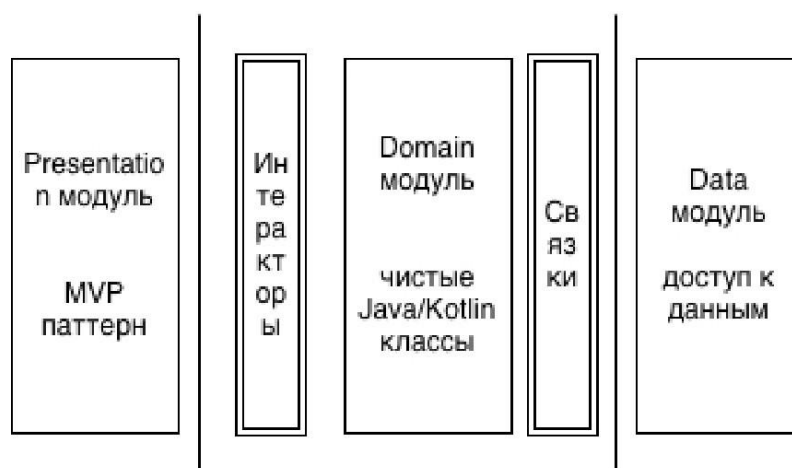 Presentatio
n модуль
MVP
паттерн
Ин
те
ра
кт
ор
ы
Domain
модуль
чистые
Java/Kotlin
классы
Св
яз
ки
Data
модуль
доступ к
данным